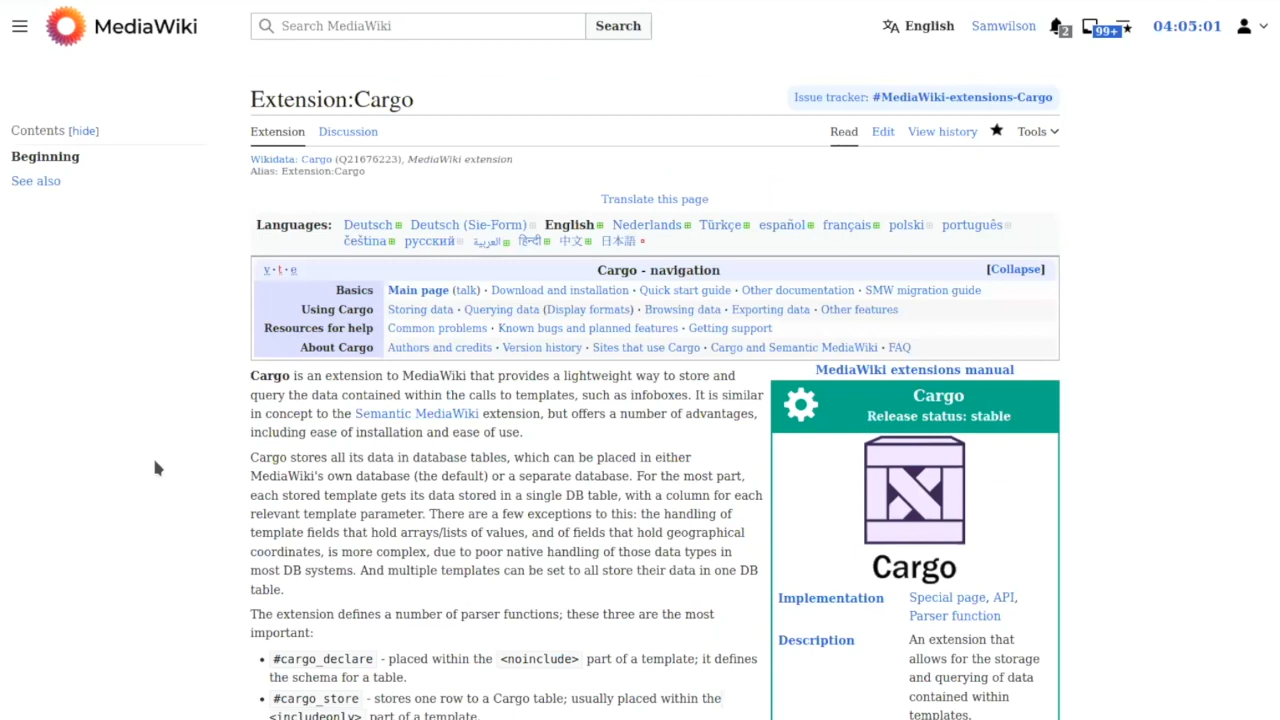 MediaWiki
Search MediaWiki
Search
English
Samwilson
2
99+
04:05:01
Extension:Cargo
Issue tracker: #MediaWiki-extensions-Cargo
Contents [hide]
Beginning
See also
Extension Discussion
Read Edit View history Tools
Wikidata: Cargo (Q21676223), MediaWiki extension
Alias: Extension:Cargo
Translate this page
Languages: Deutsch Deutsch (Sie-Form) English Nederlands Türkçe español français polski português
čeština русский العربية हिन्दी 中文 日本語
v · t · e
Cargo - navigation
[Collapse]
Basics Main page (talk) · Download and installation · Quick start guide · Other documentation · SMW migration guide
Using Cargo Storing data · Querying data (Display formats) · Browsing data · Exporting data · Other features
Resources for help Common problems · Known bugs and planned features · Getting support
About Cargo Authors and credits · Version history · Sites that use Cargo · Cargo and Semantic MediaWiki · FAQ
Cargo is an extension to MediaWiki that provides a lightweight way to store and
query the data contained within the calls to templates, such as infoboxes. It is similar
in concept to the Semantic MediaWiki extension, but offers a number of advantages,
including ease of installation and ease of use.
Cargo stores all its data in database tables, which can be placed in either
MediaWiki's own database (the default) or a separate database. For the most part,
each stored template gets its data stored in a single DB table, with a column for each
relevant template parameter. There are a few exceptions to this: the handling of
template fields that hold arrays/lists of values, and of fields that hold geographical
coordinates, is more complex, due to poor native handling of those data types in
most DB systems. And multiple templates can be set to all store their data in one DB
table.
The extension defines a number of parser functions; these three are the most
important:
• #cargo_declare - placed within the <noinclude> part of a template; it defines
the schema for a table.
• #cargo_store - stores one row to a Cargo table; usually placed within the
<includeonly> part of a template.
MediaWiki extensions manual
Cargo
Release status: stable
Cargo
Implementation Special page, API,
Parser function
Description An extension that
allows for the storage
and querying of data
contained within
templates.